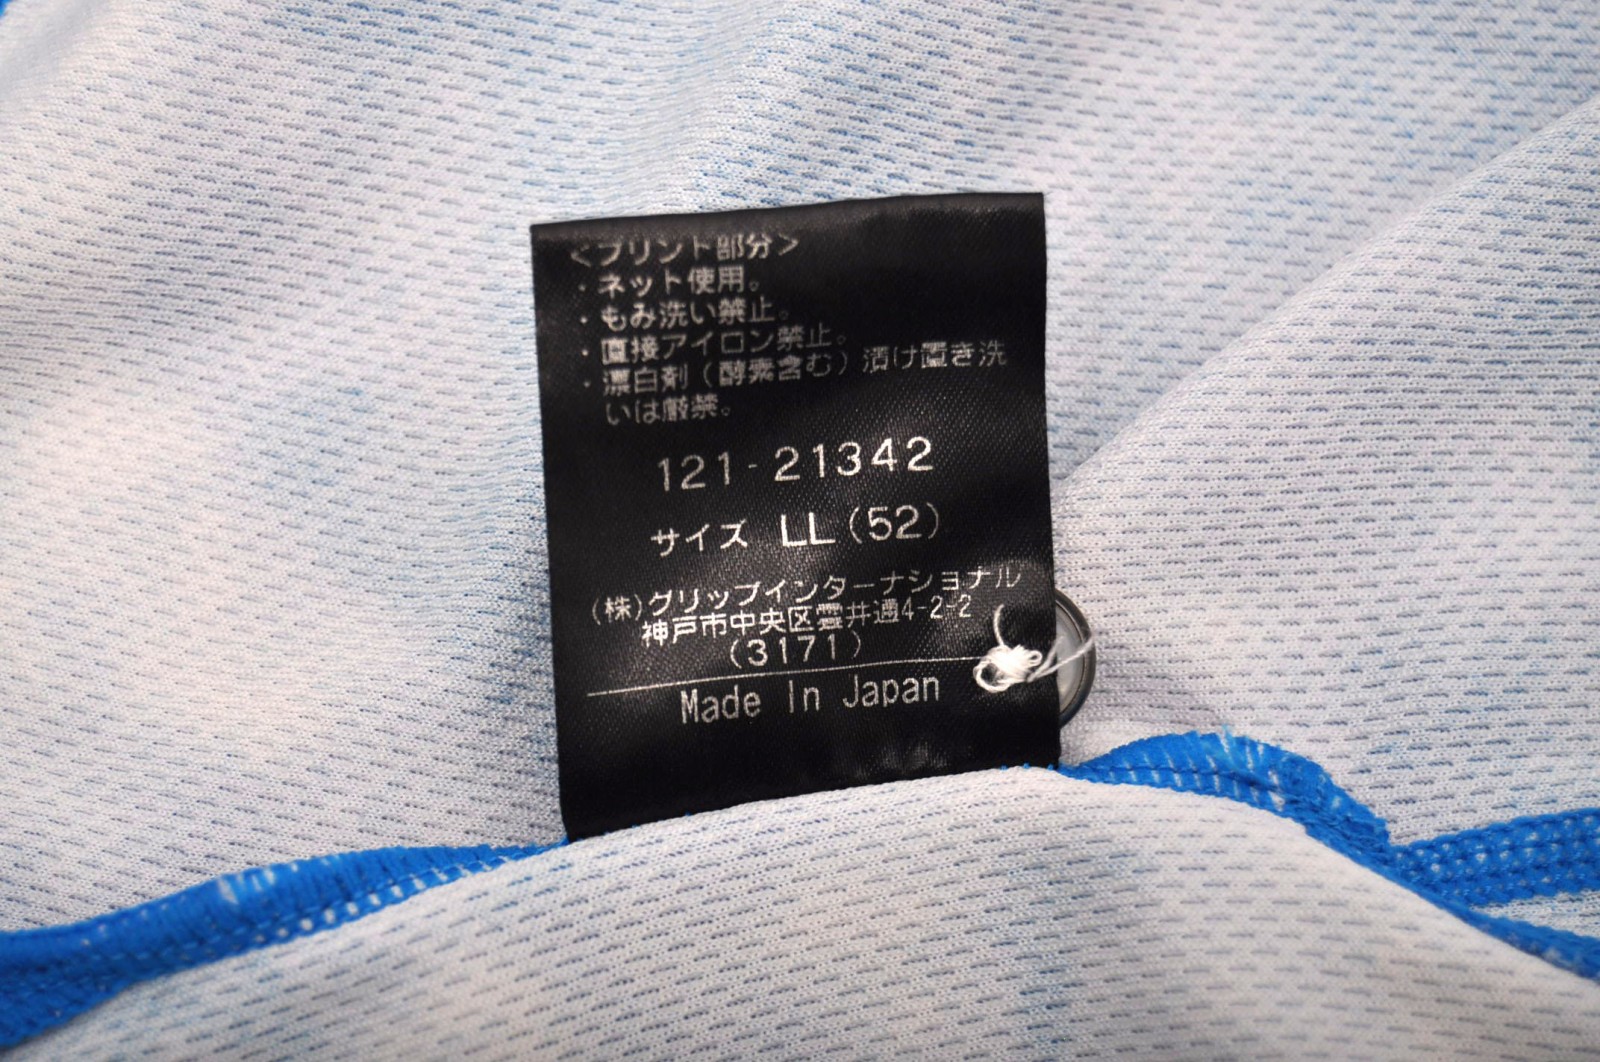 ＜プリント部分＞
・ネット使用。
・もみ洗い禁止。
・直接アイロン禁止。
・漂白剤（酵素含む）漬け置き洗
いは厳禁。
121-21342
サイズ LL(52)
(株)グリップインターナショナル
神戸市中央区雲井通4-2-2
(3171)
Made In Japan